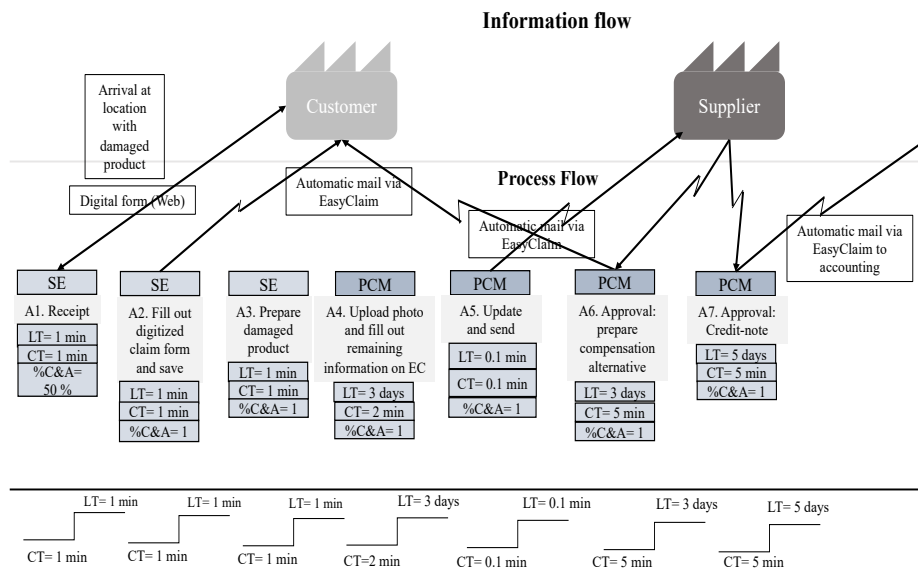 Information flow
Arrival at
location with
damaged
product
Customer
Supplier
Digital form (Web)
Automatic mail via
EasyClaim
Process Flow
Automatic mail via
EasyClaim
Automatic mail via
EasyClaim to
accounting
SE
A1. Receipt
LT= 1 min
CT= 1 min
%C&A=
50 %
SE
A2. Fill out
digitized
claim form
and save
LT= 1 min
CT= 1 min
%C&A= 1
SE
A3. Prepare
damaged
product
LT= 1 min
CT= 1 min
%C&A= 1
PCM
A4. Upload photo
and fill out
remaining
information on EC
LT= 3 days
CT= 2 min
%C&A= 1
PCM
A5. Update
and send
LT= 0.1 min
CT= 0.1 min
%C&A= 1
PCM
A6. Approval:
prepare
compensation
alternative
LT= 3 days
CT= 5 min
%C&A= 1
PCM
A7. Approval:
Credit-note
LT= 5 days
CT= 5 min
%C&A= 1
LT= 1 min
CT= 1 min
LT= 1 min
CT= 1 min
LT= 1 min
CT= 1 min
LT= 3 days
CT=2 min
LT= 0.1 min
CT= 0.1 min
LT= 3 days
CT= 5 min
LT= 5 days
CT= 5 min